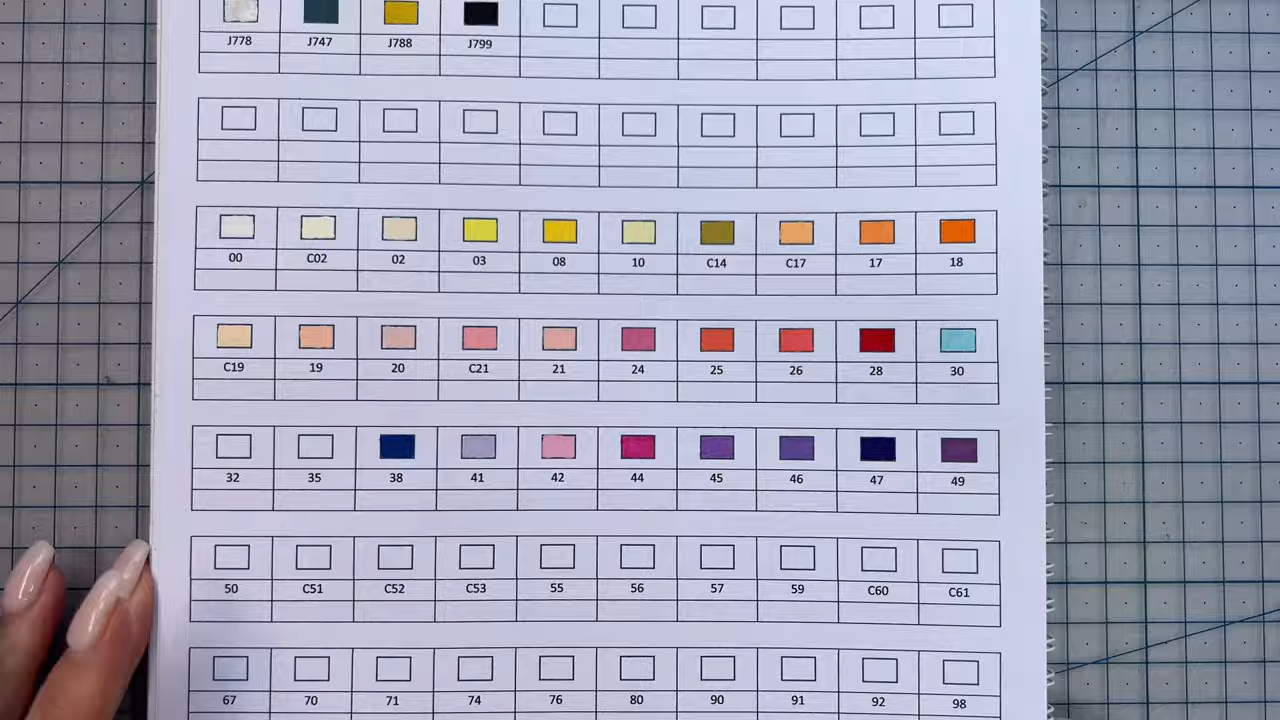 J778 J747 J788 J799
00 C02 02 03 08 10 C14 C17 17 18
C19 19 20 C21 21 24 25 26 28 30
32 35 38 41 42 44 45 46 47 49
50 C51 C52 C53 55 56 57 59 C60 C61
67 70 71 74 76 80 90 91 92 98